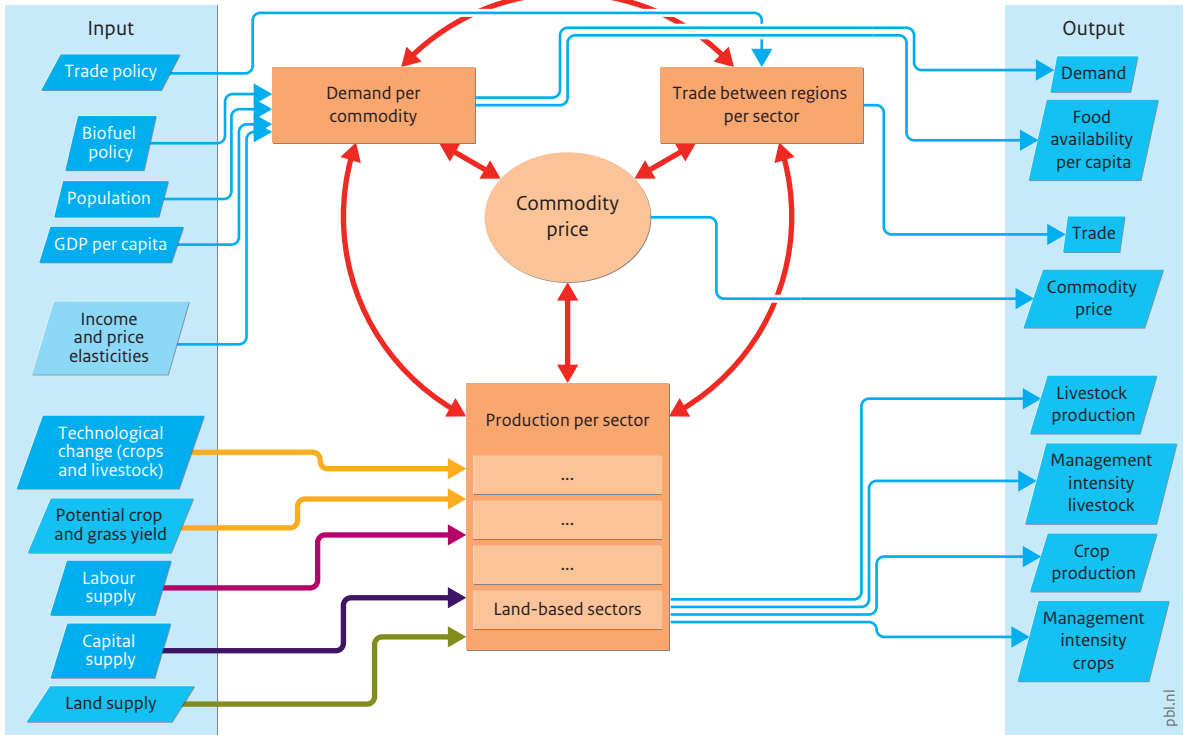 Input
Trade policy
Biofuel
policy
Population
GDP per capita
Income
and price
elasticities
Technological
change (crops
and livestock)
Potential crop
and grass yield
Labour
supply
Capital
supply
Land supply
Demand per
commodity
Trade between regions
per sector
Commodity
price
Production per sector
...
...
...
Land-based sectors
Output
Demand
Food
availability
per capita
Trade
Commodity
price
Livestock
production
Management
intensity
livestock
Crop
production
Management
intensity
crops
pbl.nl